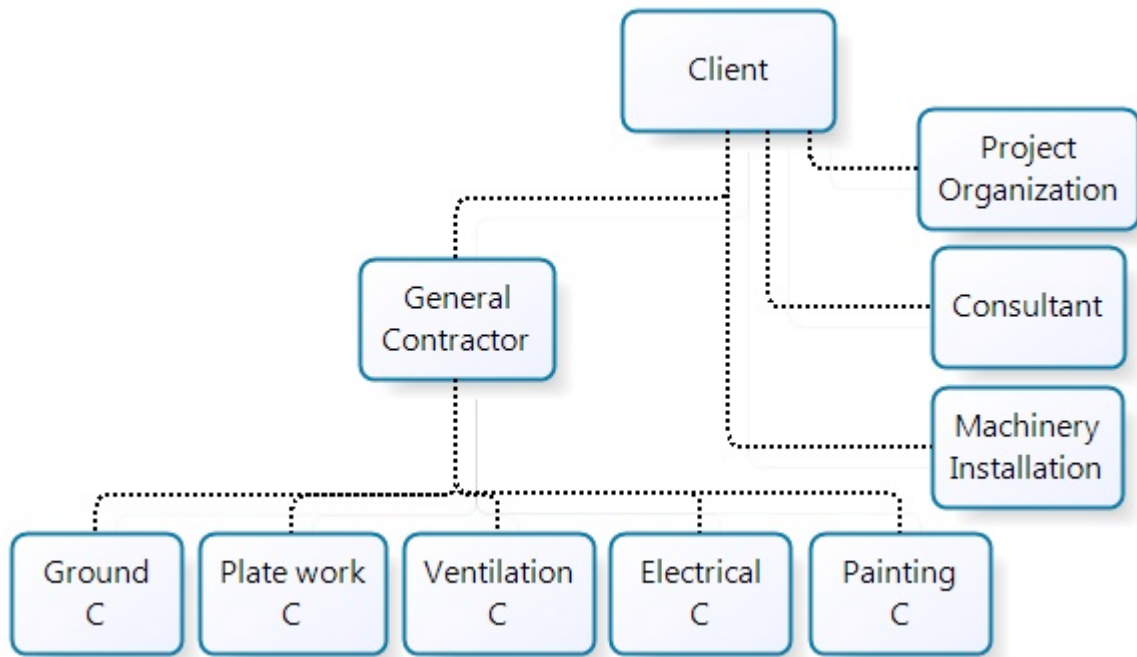 Client
Project
Organization
General
Contractor
Consultant
Machinery
Installation
Ground
C
Plate work
C
Ventilation
C
Electrical
C
Painting
C